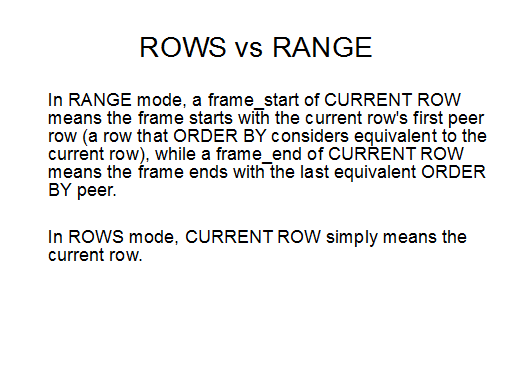 ROWS vs RANGE
In RANGE mode, a frame_start of CURRENT ROW
means the frame starts with the current row's first peer
row (a row that ORDER BY considers equivalent to the
current row), while a frame_end of CURRENT ROW
means the frame ends with the last equivalent ORDER
BY peer.
In ROWS mode, CURRENT ROW simply means the
current row.